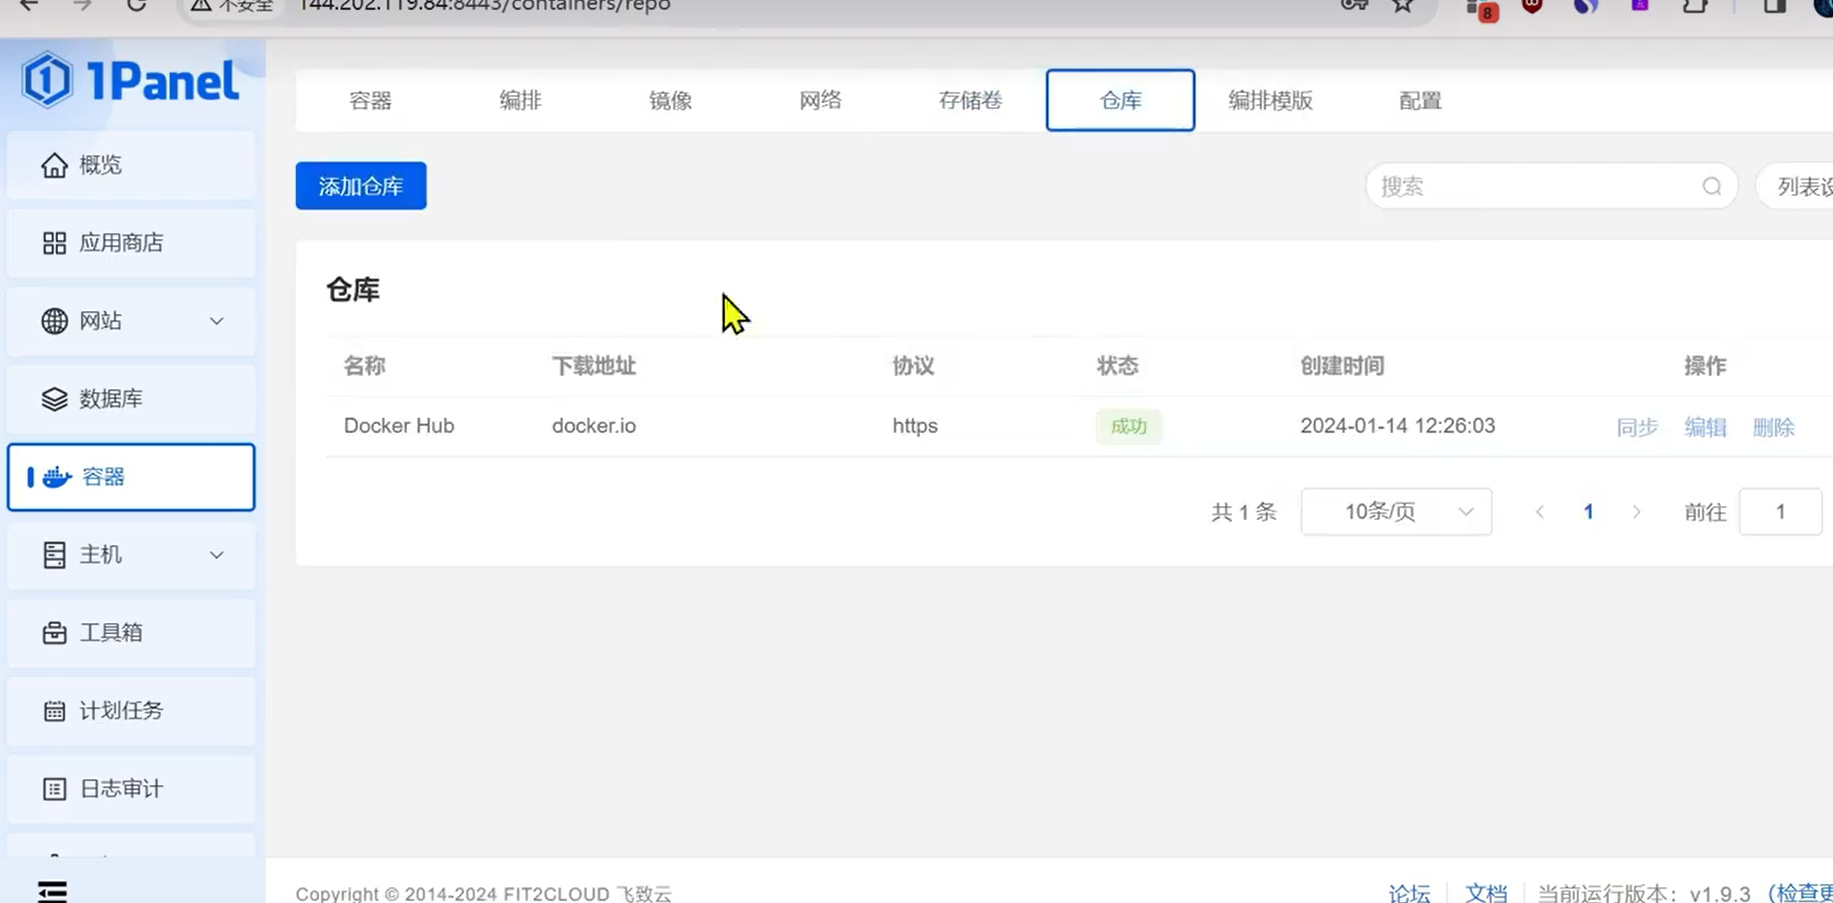 不安全 144.202.119.84:8443/containers/repo
8
1Panel
容器 编排 镜像 网络 存储卷 仓库 编排模版 配置
概览
添加仓库 搜索 列表设
应用商店
仓库
网站
名称 下载地址 协议 状态 创建时间 操作
数据库
Docker Hub docker.io https 成功 2024-01-14 12:26:03 同步 编辑 删除
容器
共 1 条 10条/页 1 前往 1
主机
工具箱
计划任务
日志审计
Copyright © 2014-2024 FIT2CLOUD 飞致云 论坛 文档 当前运行版本: v1.9.3 (检查更